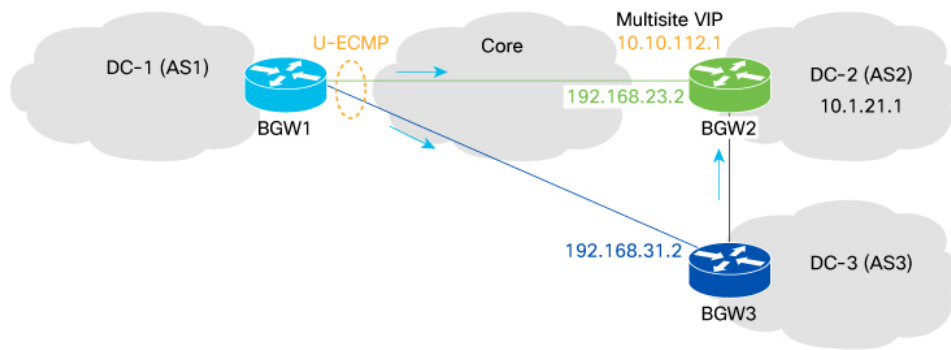 Multisite VIP
U-ECMP
Core
10.10.112.1
DC-1 (AS1)
DC-2 (AS2)
192.168.23.2
10.1.21.1
BGW1
BGW2
192.168.31.2
DC-3 (AS3)
BGW3